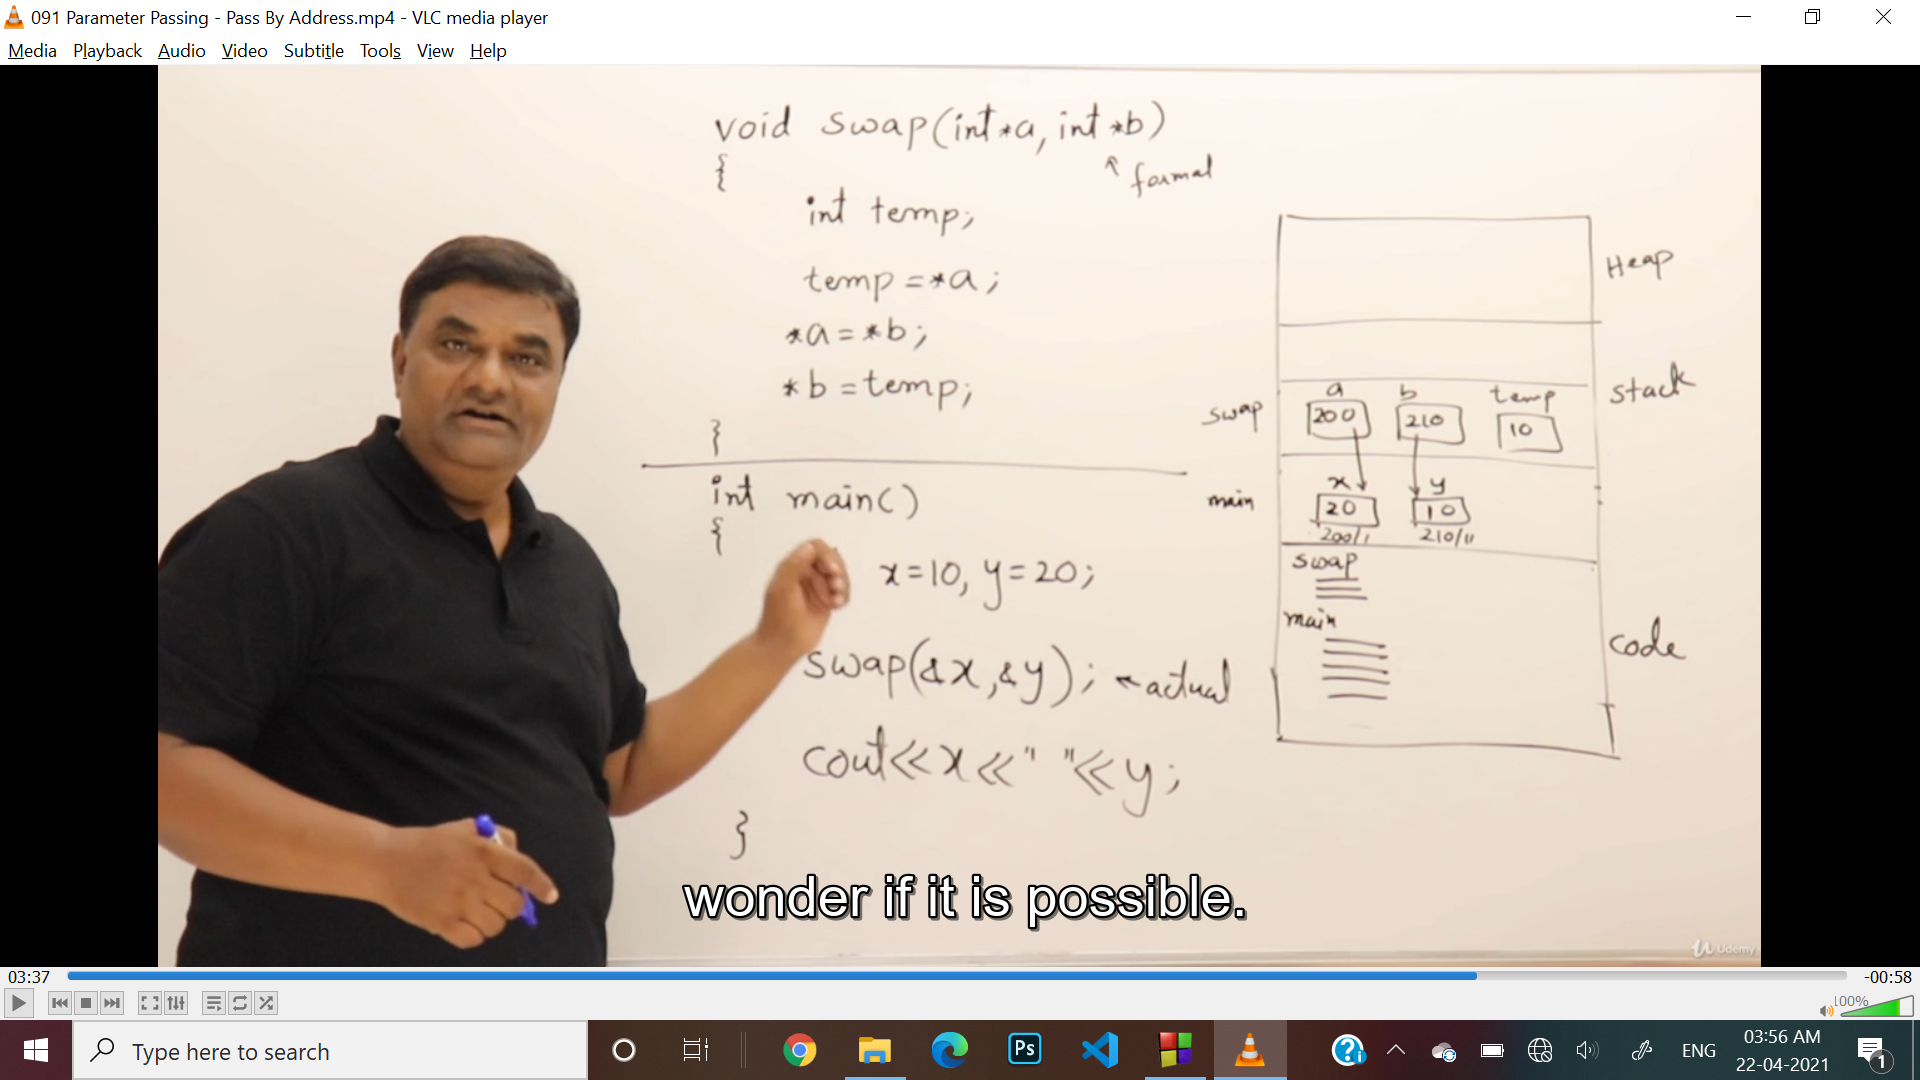 091 Parameter Passing - Pass By Address.mp4 - VLC media player
Media Playback Audio Video Subtitle Tools View Help
void swap(int*a, int *b)
{
formal
int temp;
temp=*a;
*a=*b;
*b=temp;
}
int main()
{
x=10, y=20;
swap(&x,&y); ←actual
cout<<x<<" "<<y;
}
Heap
stack
a b temp
swap 200 210 10
x y
main 20 10
200/1 210/11
swap
main
code
wonder if it is possible.
Udemy
03:37 -00:58
100%
Type here to search
Ps
ENG
03:56 AM
22-04-2021
1